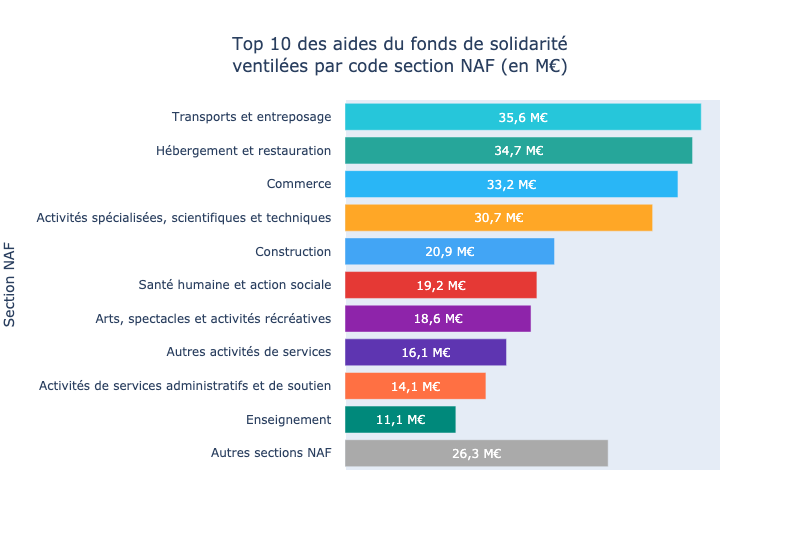 Top 10 des aides du fonds de solidarité
ventilées par code section NAF (en M€)
Section NAF
Transports et entreposage 35,6 M€
Hébergement et restauration 34,7 M€
Commerce 33,2 M€
Activités spécialisées, scientifiques et techniques 30,7 M€
Construction 20,9 M€
Santé humaine et action sociale 19,2 M€
Arts, spectacles et activités récréatives 18,6 M€
Autres activités de services 16,1 M€
Activités de services administratifs et de soutien 14,1 M€
Enseignement 11,1 M€
Autres sections NAF 26,3 M€